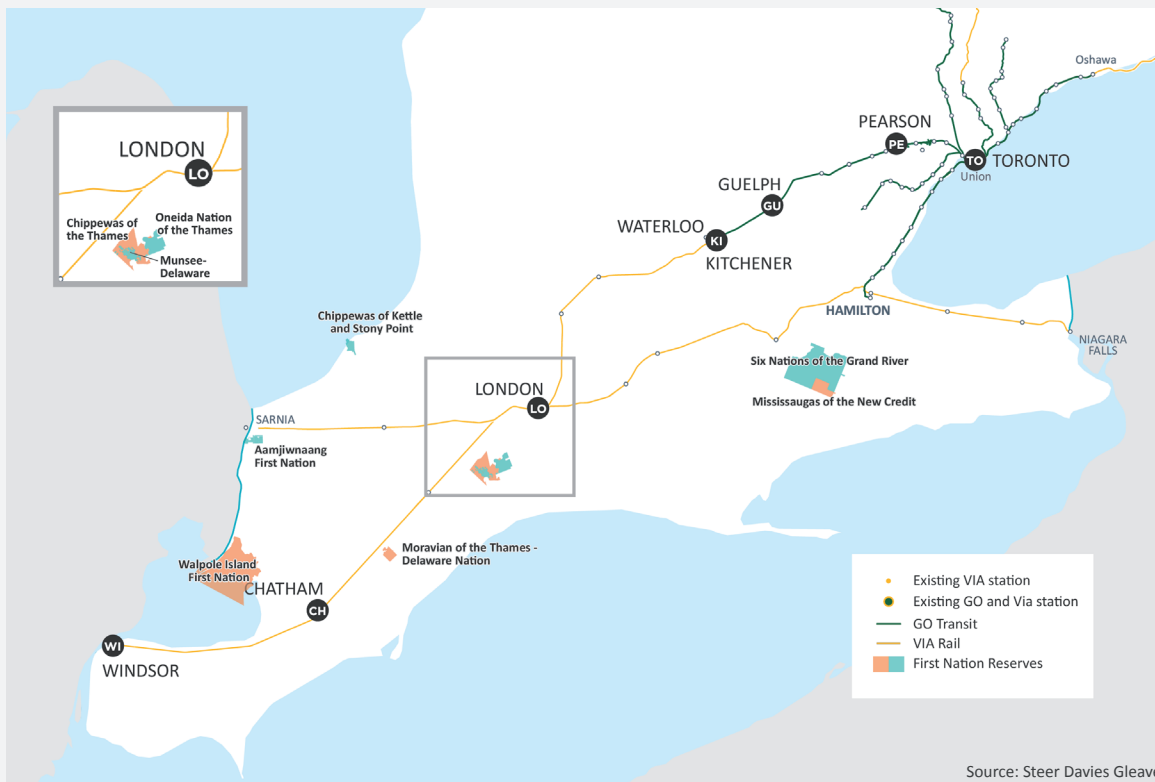 LONDON
LO
Chippewas of
the Thames
Oneida Nation
of the Thames
Munsee-
Delaware
Oshawa
PEARSON
PE
TO
TORONTO
Union
GUELPH
GU
WATERLOO
KI
KITCHENER
Chippewas of Kettle
and Stony Point
HAMILTON
NIAGARA
FALLS
Six Nations of the Grand River
Mississaugas of the New Credit
LONDON
LO
SARNIA
Aamjiwnaang
First Nation
Moravian of the Thames -
Delaware Nation
Walpole Island
First Nation
CHATHAM
CH
WI
WINDSOR
Existing VIA station
Existing GO and Via station
GO Transit
VIA Rail
First Nation Reserves
Source: Steer Davies Gleave